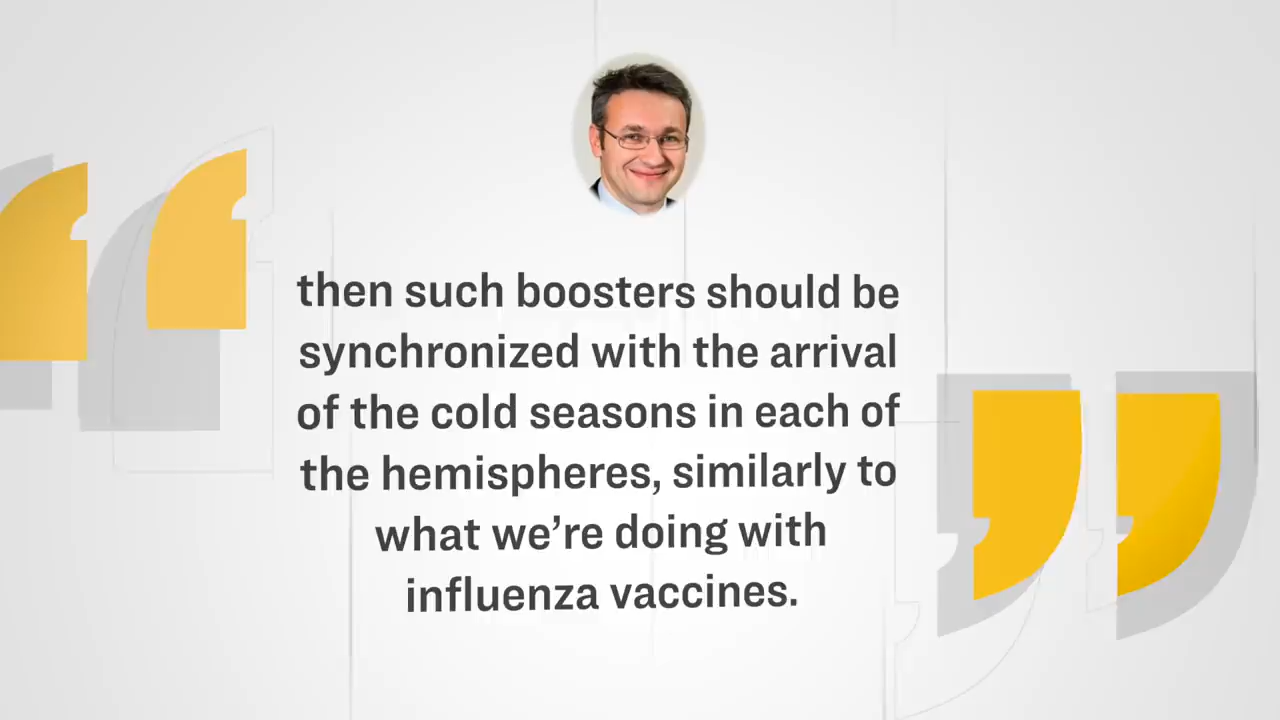 then such boosters should be
synchronized with the arrival
of the cold seasons in each of
the hemispheres, similarly to
what we’re doing with
influenza vaccines.